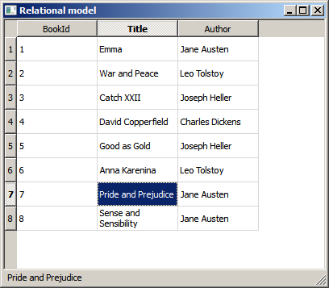 Relational model
BookId Title Author
1 1 Emma Jane Austen
2 2 War and Peace Leo Tolstoy
3 3 Catch XXII Joseph Heller
4 4 David Copperfield Charles Dickens
5 5 Good as Gold Joseph Heller
6 6 Anna Karenina Leo Tolstoy
7 7 Pride and Prejudice Jane Austen
8 8 Sense and
Sensibility Jane Austen
Pride and Prejudice